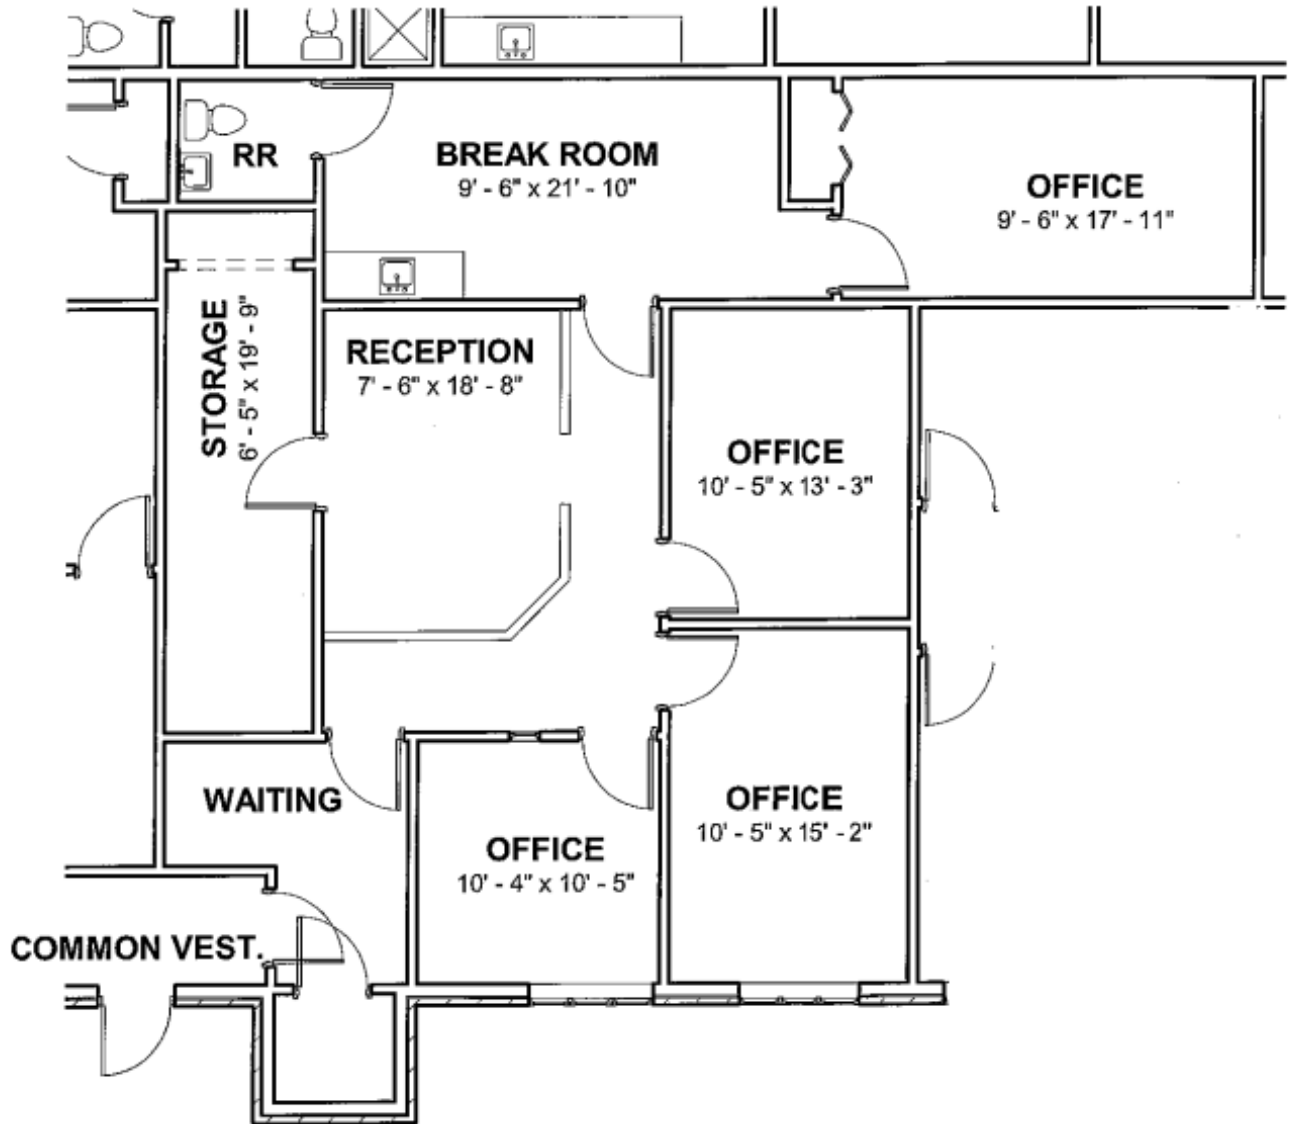 RR
BREAK ROOM
9' - 6" x 21' - 10"
OFFICE
9' - 6" x 17' - 11"
STORAGE
6' - 5" x 19' - 9"
RECEPTION
7' - 6" x 18' - 8"
OFFICE
10' - 5" x 13' - 3"
WAITING
OFFICE
10' - 4" x 10' - 5"
OFFICE
10' - 5" x 15' - 2"
COMMON VEST.